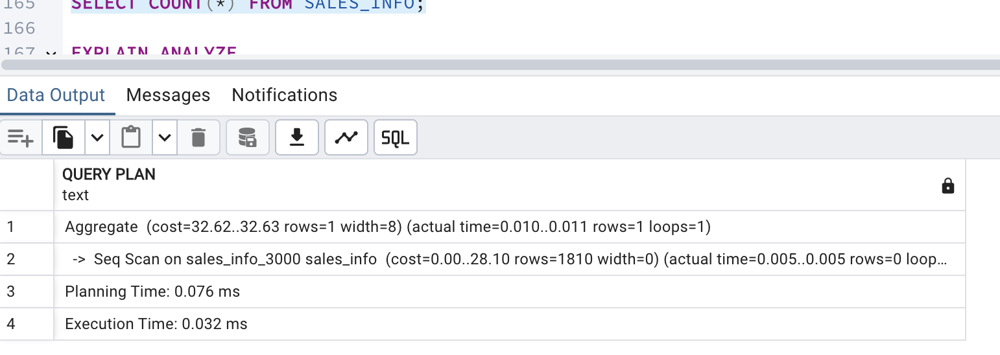 165 SELECT COUNT(*) FROM SALES_INFO;
166
167 EXPLAIN ANALYZE
Data Output Messages Notifications
SQL
QUERY PLAN
text
1 Aggregate (cost=32.62..32.63 rows=1 width=8) (actual time=0.010..0.011 rows=1 loops=1)
2 -> Seq Scan on sales_info_3000 sales_info (cost=0.00..28.10 rows=1810 width=0) (actual time=0.005..0.005 rows=0 loop...
3 Planning Time: 0.076 ms
4 Execution Time: 0.032 ms